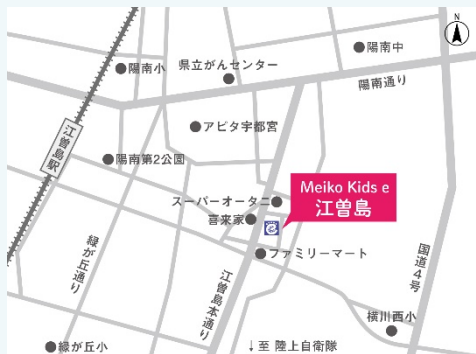 N
陽南中
陽南小
県立がんセンター
陽南通り
アピタ宇都宮
江曽島駅
陽南第2公園
Meiko Kids e
江曽島
スーパーオータニ
喜来家
ファミリーマート
緑が丘通り
江曽島本通り
国道4号
横川西小
緑が丘小
↓至 陸上自衛隊